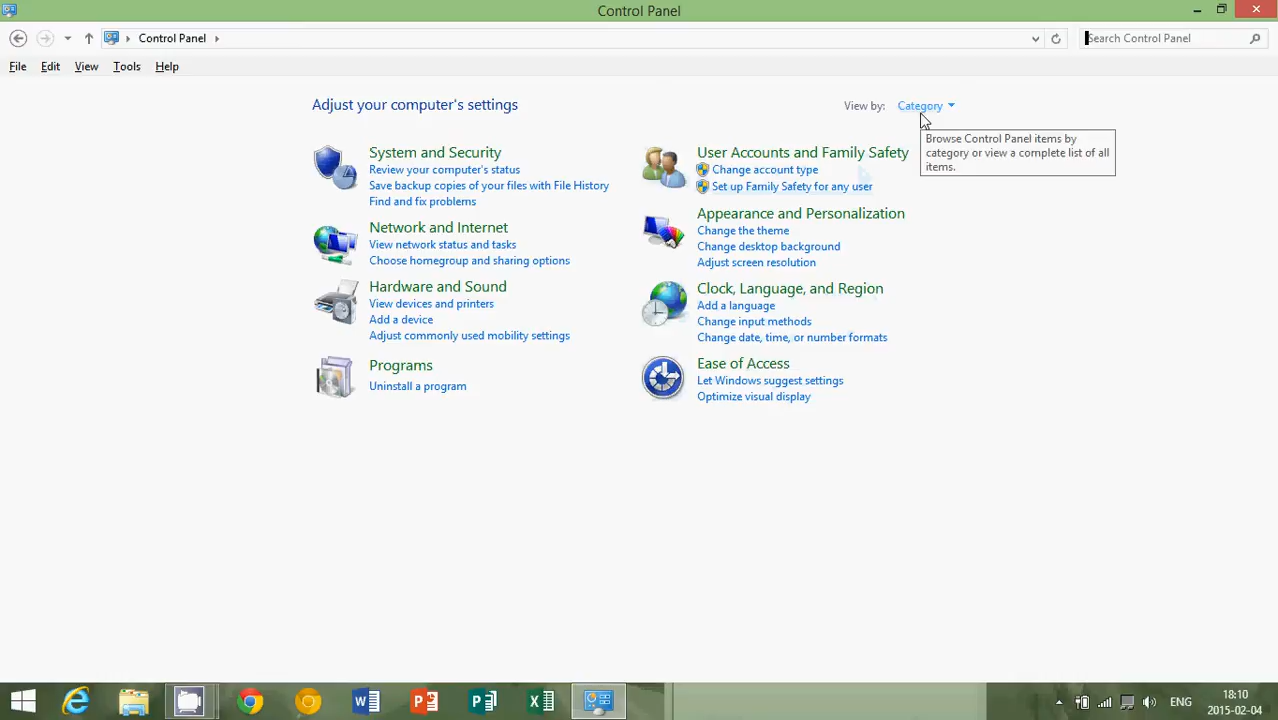 Control Panel
Control Panel
Search Control Panel
File Edit View Tools Help
Adjust your computer's settings
View by: Category
Browse Control Panel items by
category or view a complete list of all
items.
System and Security
Review your computer's status
Save backup copies of your files with File History
Find and fix problems
Network and Internet
View network status and tasks
Choose homegroup and sharing options
Hardware and Sound
View devices and printers
Add a device
Adjust commonly used mobility settings
Programs
Uninstall a program
User Accounts and Family Safety
Change account type
Set up Family Safety for any user
Appearance and Personalization
Change the theme
Change desktop background
Adjust screen resolution
Clock, Language, and Region
Add a language
Change input methods
Change date, time, or number formats
Ease of Access
Let Windows suggest settings
Optimize visual display
ENG
18:10
2015-02-04